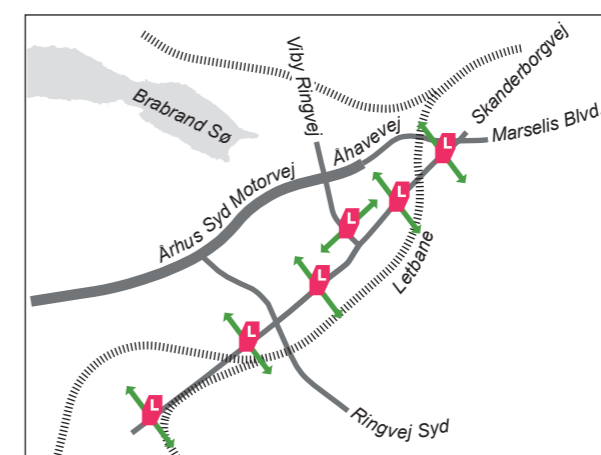 Viby Ringvej
Skanderborgvej
Brabrand Sø
Åhavevej
Marselis Blvd
L
L
Århus Syd Motorvej
L
Letbane
L
L
L
Ringvej Syd